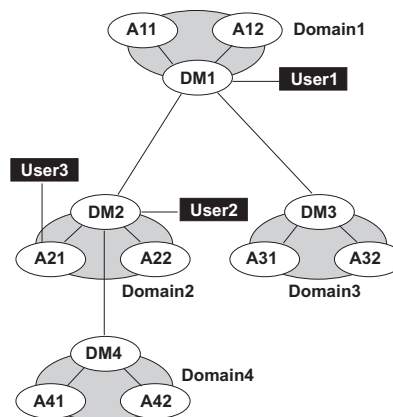 A11 A12 Domain1
DM1 User1
User3
DM2 User2 DM3
A21 A22 A31 A32
Domain2 Domain3
DM4
Domain4
A41 A42